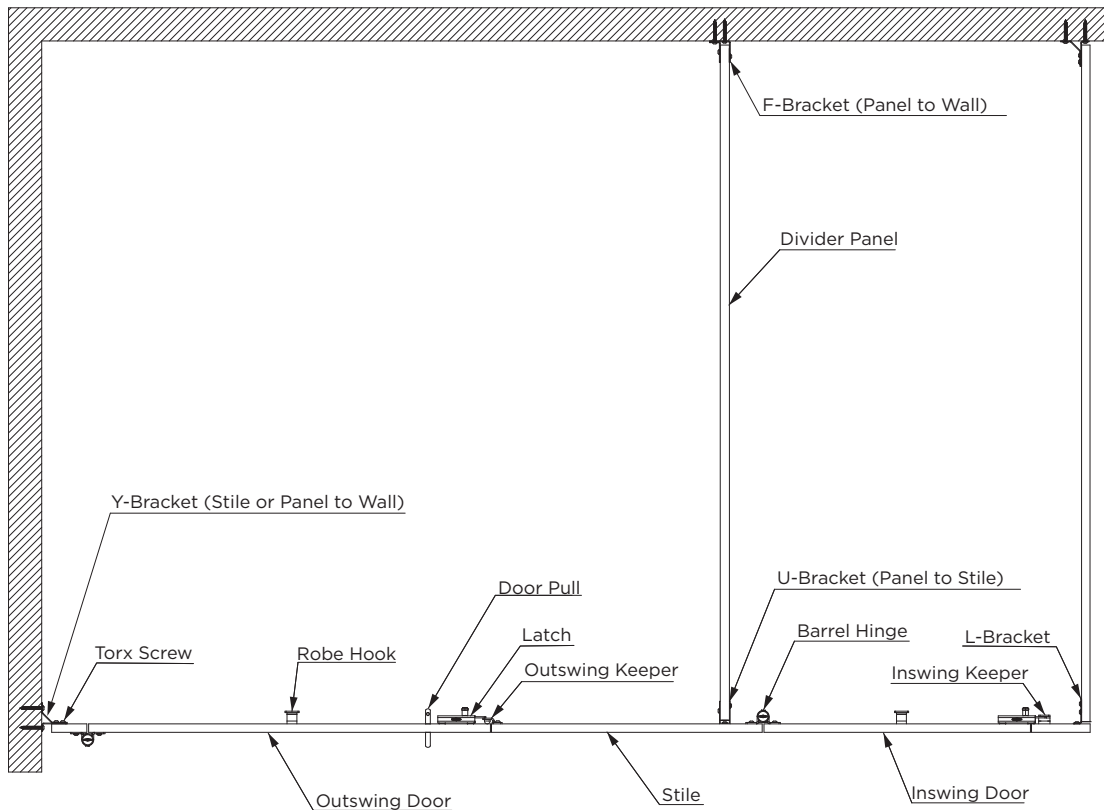 F-Bracket (Panel to Wall)
Divider Panel
Y-Bracket (Stile or Panel to Wall)
Door Pull
U-Bracket (Panel to Stile)
Torx Screw
Robe Hook
Latch
Barrel Hinge
L-Bracket
Outswing Keeper
Inswing Keeper
Outswing Door
Stile
Inswing Door